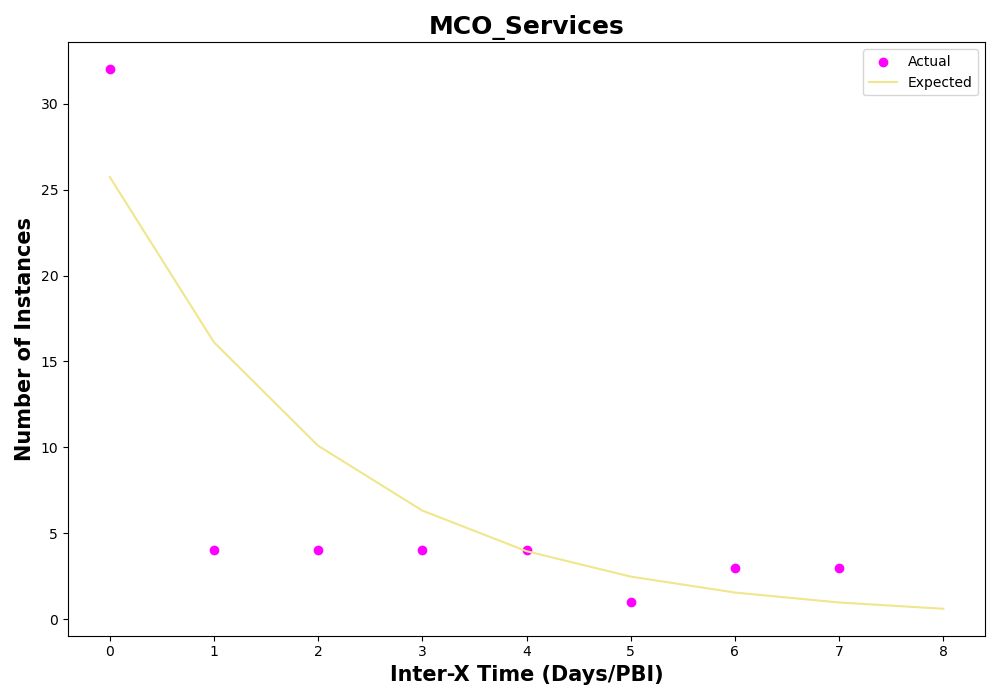 MCO_Services
Actual
Expected
Number of Instances
30
25
20
15
10
5
0
0 1 2 3 4 5 6 7 8
Inter-X Time (Days/PBI)